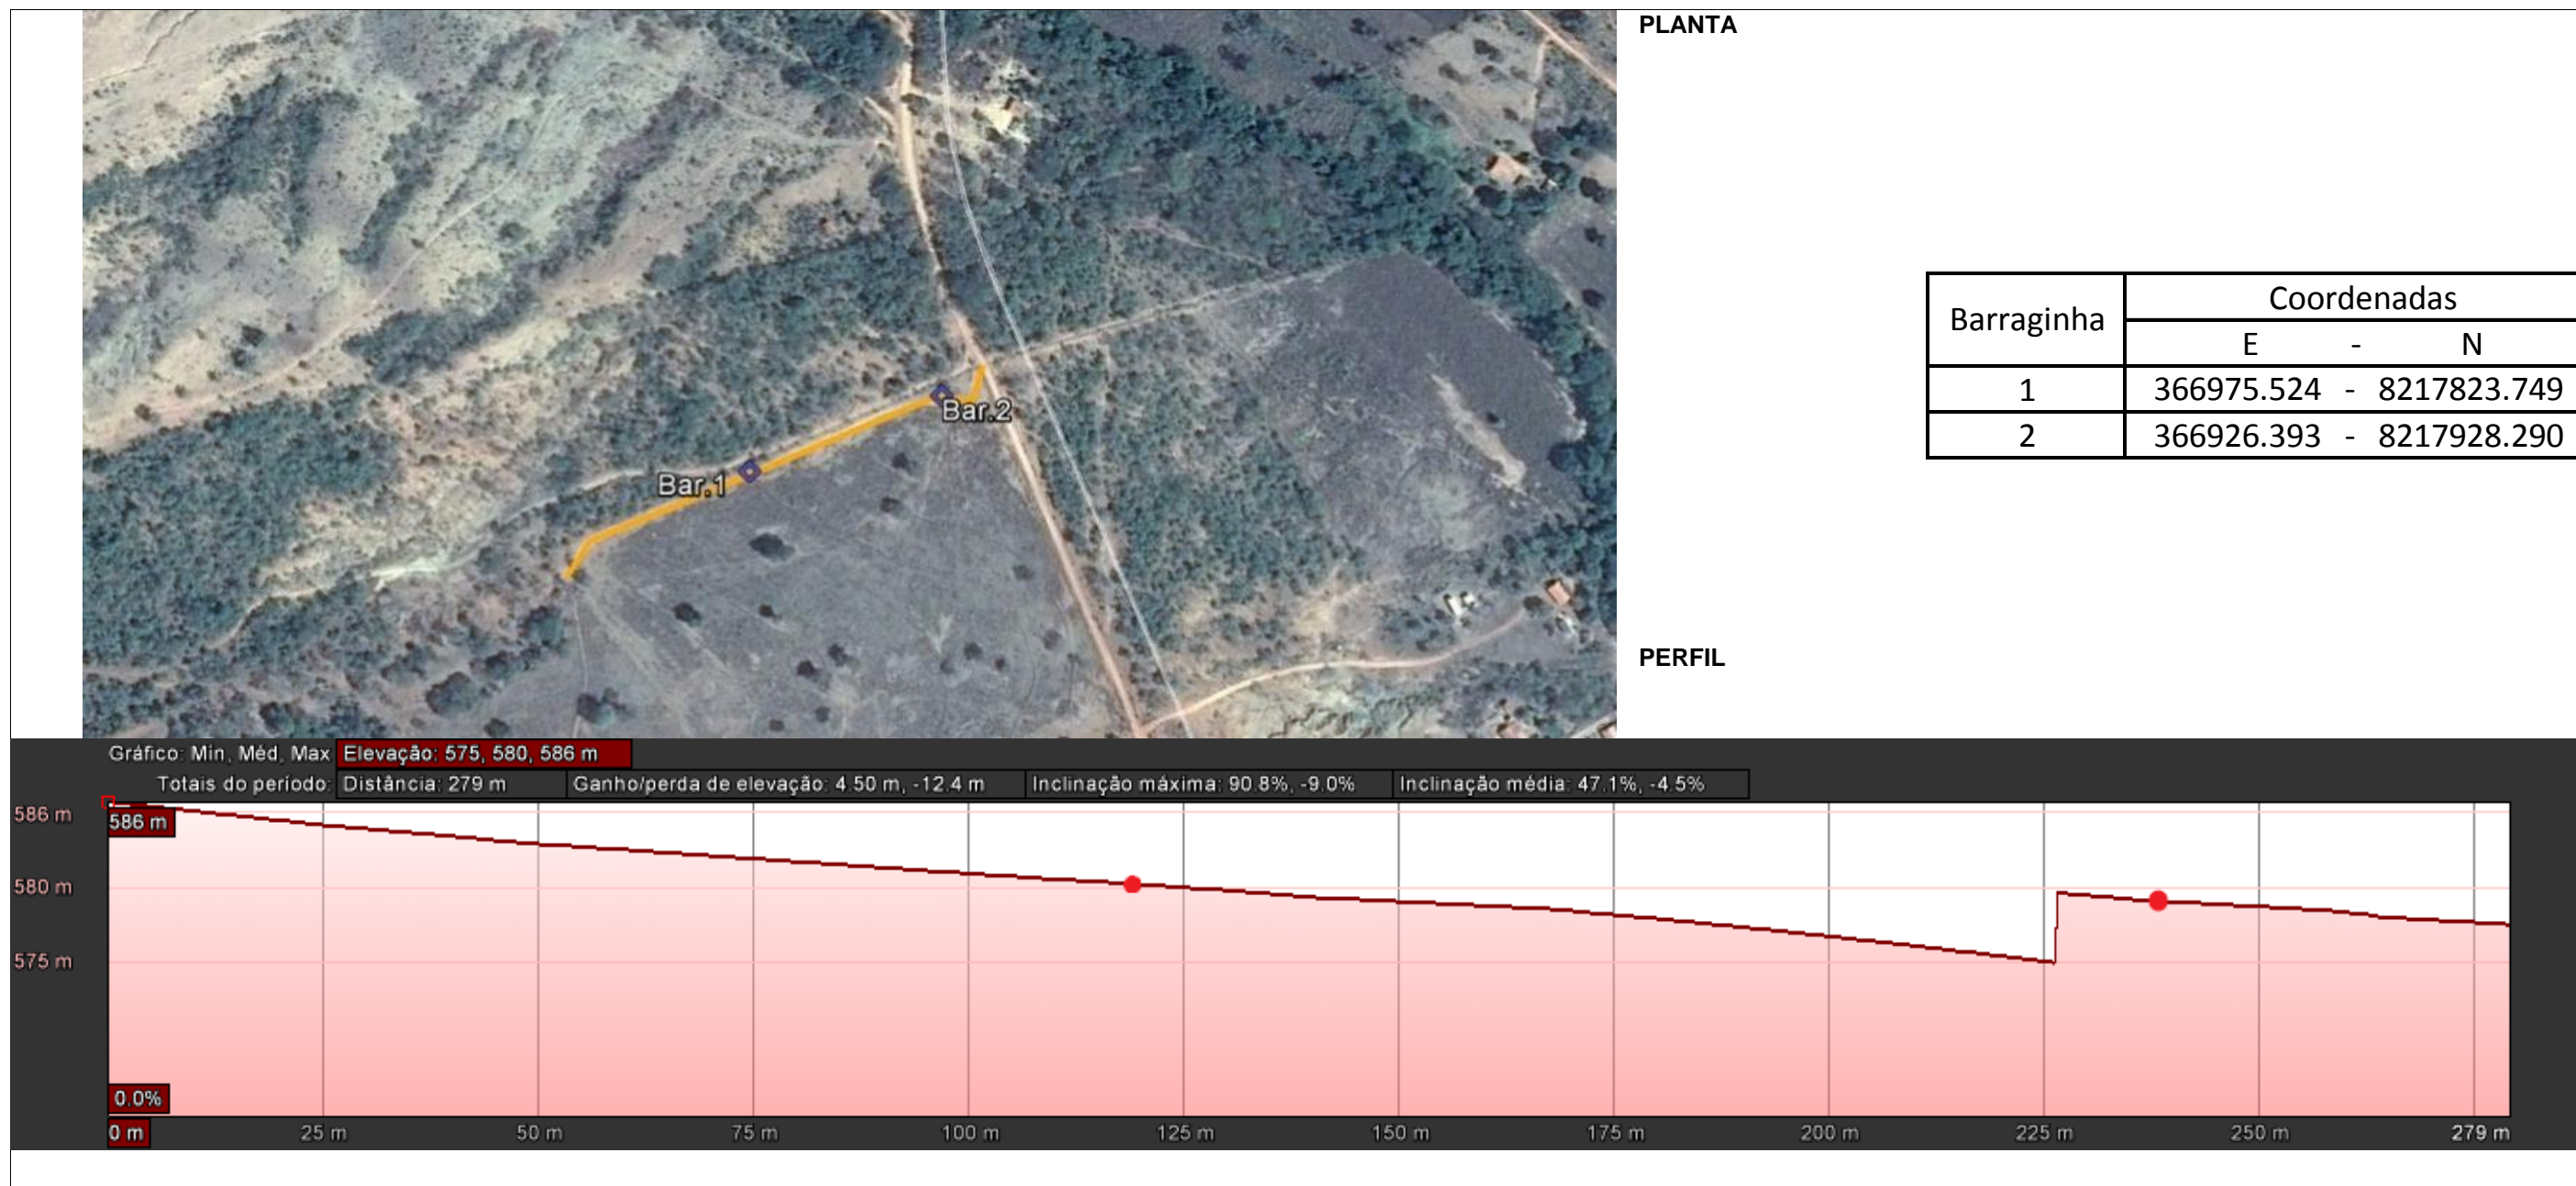 PLANTA
Barraginha
Coordenadas
E - N
1 366975.524 - 8217823.749
2 366926.393 - 8217928.290
Bar.2
Bar.1
PERFIL
Gráfico: Min, Méd, Max Elevação: 575, 580, 586 m
Totais do período: Distância: 279 m Ganho/perda de elevação: 4.50 m, -12.4 m Inclinação máxima: 90.8%, -9.0% Inclinação média: 47.1%, -4.5%
586 m
586 m
580 m
575 m
0.0%
0 m 25 m 50 m 75 m 100 m 125 m 150 m 175 m 200 m 225 m 250 m 279 m